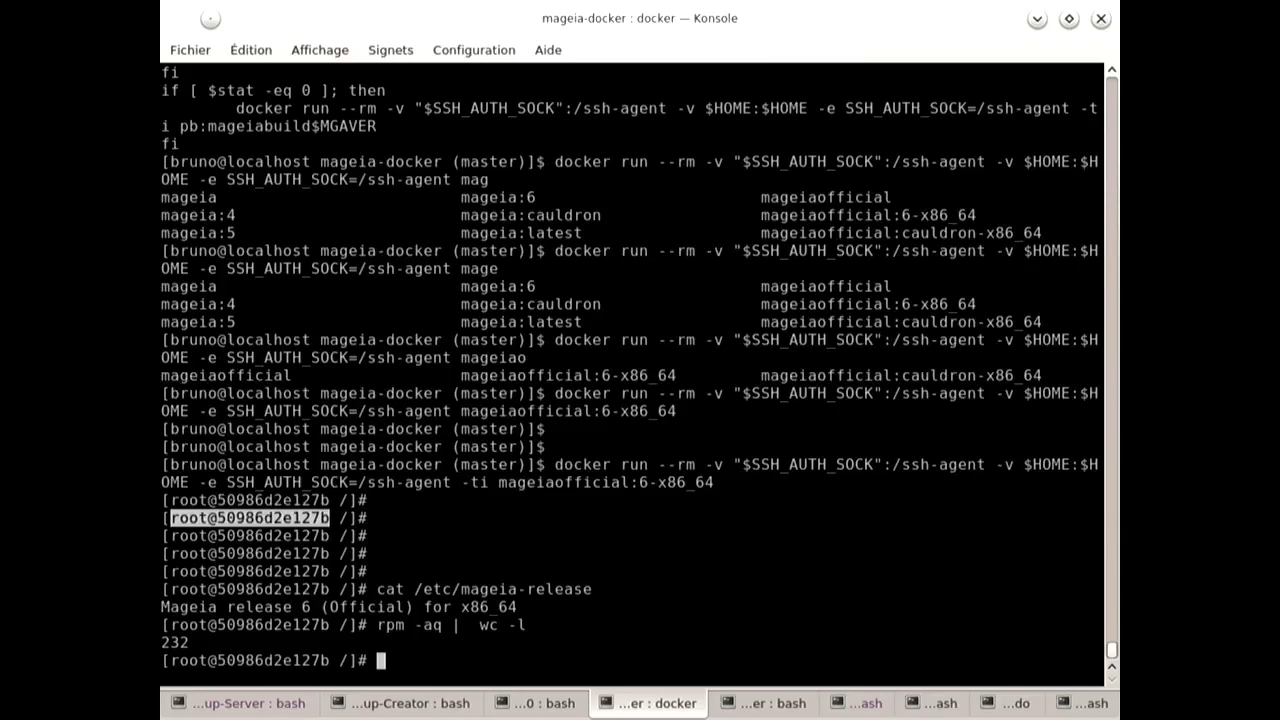 mageia-docker : docker — Konsole
Fichier Édition Affichage Signets Configuration Aide
fi
if [ $stat -eq 0 ]; then
        docker run --rm -v "$SSH_AUTH_SOCK":/ssh-agent -v $HOME:$HOME -e SSH_AUTH_SOCK=/ssh-agent -t
i pb:mageiabuild$MGAVER
fi
[bruno@localhost mageia-docker (master)]$ docker run --rm -v "$SSH_AUTH_SOCK":/ssh-agent -v $HOME:$H
OME -e SSH_AUTH_SOCK=/ssh-agent mag
mageia                          mageia:6                        mageiaofficial
mageia:4                        mageia:cauldron                 mageiaofficial:6-x86_64
mageia:5                        mageia:latest                   mageiaofficial:cauldron-x86_64
[bruno@localhost mageia-docker (master)]$ docker run --rm -v "$SSH_AUTH_SOCK":/ssh-agent -v $HOME:$H
OME -e SSH_AUTH_SOCK=/ssh-agent mage
mageia                          mageia:6                        mageiaofficial
mageia:4                        mageia:cauldron                 mageiaofficial:6-x86_64
mageia:5                        mageia:latest                   mageiaofficial:cauldron-x86_64
[bruno@localhost mageia-docker (master)]$ docker run --rm -v "$SSH_AUTH_SOCK":/ssh-agent -v $HOME:$H
OME -e SSH_AUTH_SOCK=/ssh-agent mageiao
mageiaofficial                  mageiaofficial:6-x86_64         mageiaofficial:cauldron-x86_64
[bruno@localhost mageia-docker (master)]$ docker run --rm -v "$SSH_AUTH_SOCK":/ssh-agent -v $HOME:$H
OME -e SSH_AUTH_SOCK=/ssh-agent mageiaofficial:6-x86_64
[bruno@localhost mageia-docker (master)]$
[bruno@localhost mageia-docker (master)]$
[bruno@localhost mageia-docker (master)]$ docker run --rm -v "$SSH_AUTH_SOCK":/ssh-agent -v $HOME:$H
OME -e SSH_AUTH_SOCK=/ssh-agent -ti mageiaofficial:6-x86_64
[root@50986d2e127b /]#
[root@50986d2e127b /]#
[root@50986d2e127b /]#
[root@50986d2e127b /]#
[root@50986d2e127b /]#
[root@50986d2e127b /]# cat /etc/mageia-release
Mageia release 6 (Official) for x86_64
[root@50986d2e127b /]# rpm -aq |  wc -l
232
[root@50986d2e127b /]#
...up-Server : bash ...up-Creator : bash ...0 : bash ...er : docker ...er : bash ...ash ...ash ...do ...ash